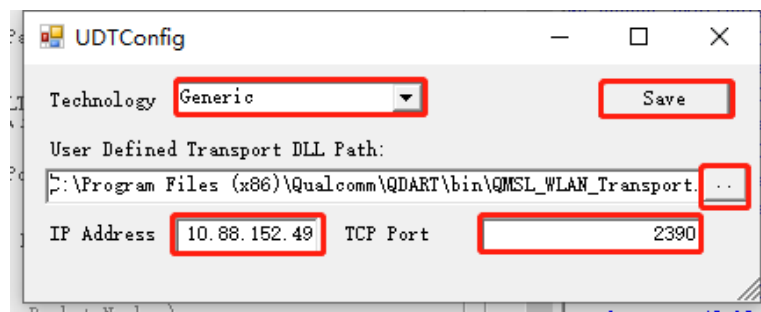 UDTConfig
Technology Generic Save
User Defined Transport DLL Path:
C:\Program Files (x86)\Qualcomm\QDART\bin\QMSL_WLAN_Transport. ..
IP Address 10.88.152.49 TCP Port 2390